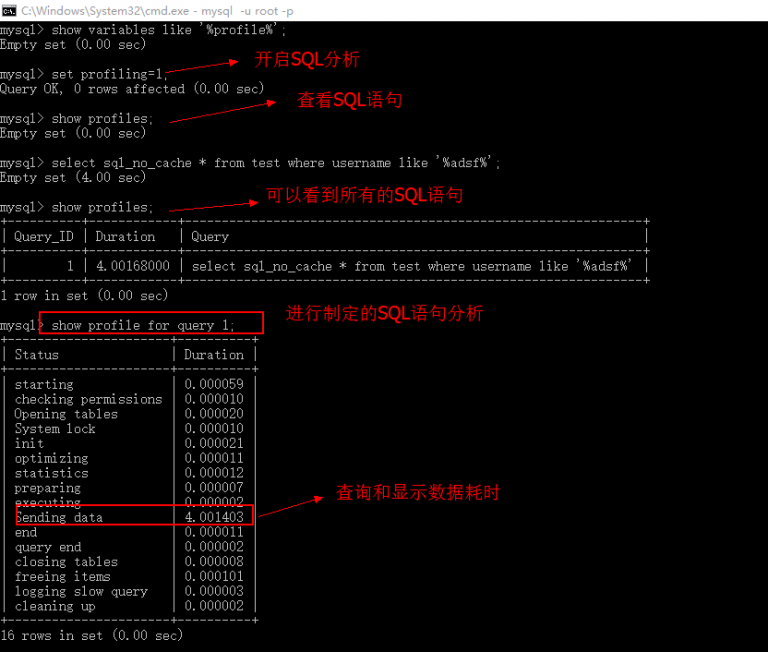 C:\Windows\System32\cmd.exe - mysql -u root -p
mysql> show variables like '%profile%';
Empty set (0.00 sec)
开启SQL分析
mysql> set profiling=1;
Query OK, 0 rows affected (0.00 sec)
查看SQL语句
mysql> show profiles;
Empty set (0.00 sec)
mysql> select sql_no_cache * from test where username like '%adsf%';
Empty set (4.00 sec)
可以看到所有的SQL语句
mysql> show profiles;
| Query_ID | Duration | Query |
| 1 | 4.00168000 | select sql_no_cache * from test where username like '%adsf%' |
1 row in set (0.00 sec)
进行制定的SQL语句分析
mysql> show profile for query 1;
| Status | Duration |
| starting | 0.000059 |
| checking permissions | 0.000010 |
| Opening tables | 0.000020 |
| System lock | 0.000010 |
| init | 0.000021 |
| optimizing | 0.000011 |
| statistics | 0.000012 |
| preparing | 0.000007 |
| executing | 0.000002 |
| Sending data | 4.001403 |
查询和显示数据耗时
| end | 0.000011 |
| query end | 0.000002 |
| closing tables | 0.000008 |
| freeing items | 0.000101 |
| logging slow query | 0.000003 |
| cleaning up | 0.000002 |
16 rows in set (0.00 sec)